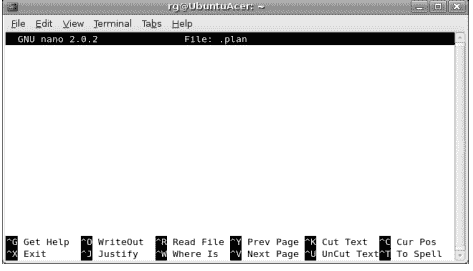 rg@UbuntuAcer: ~
File Edit View Terminal Tabs Help
GNU nano 2.0.2 File: .plan
^G Get Help ^O WriteOut ^R Read File ^Y Prev Page ^K Cut Text ^C Cur Pos
^X Exit ^J Justify ^W Where Is ^V Next Page ^U UnCut Text ^T To Spell